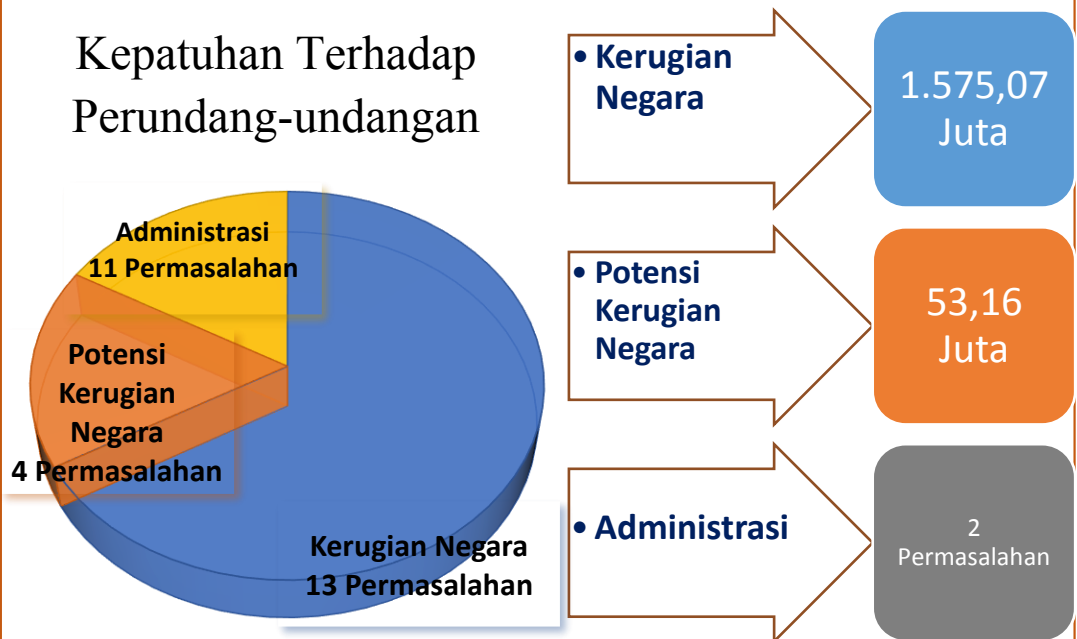 Kepatuhan Terhadap
Perundang-undangan
Administrasi
11 Permasalahan
Potensi
Kerugian
Negara
4 Permasalahan
Kerugian Negara
13 Permasalahan
• Kerugian
Negara
1.575,07
Juta
• Potensi
Kerugian
Negara
53,16
Juta
• Administrasi
2
Permasalahan